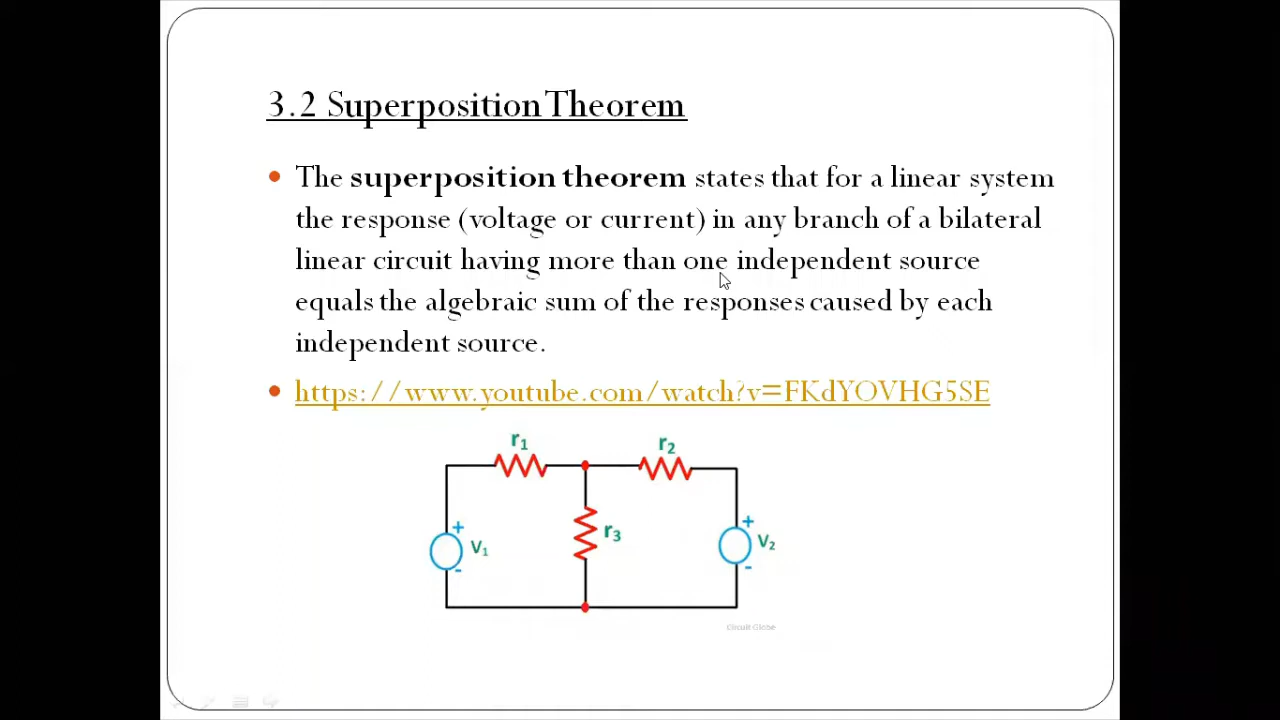 3.2 Superposition Theorem
• The superposition theorem states that for a linear system
the response (voltage or current) in any branch of a bilateral
linear circuit having more than one independent source
equals the algebraic sum of the responses caused by each
independent source.
• https://www.youtube.com/watch?v=FKdYOVHG5SE
r1 r2
r3
+ V1 -
+ V2 -
Circuit Globe